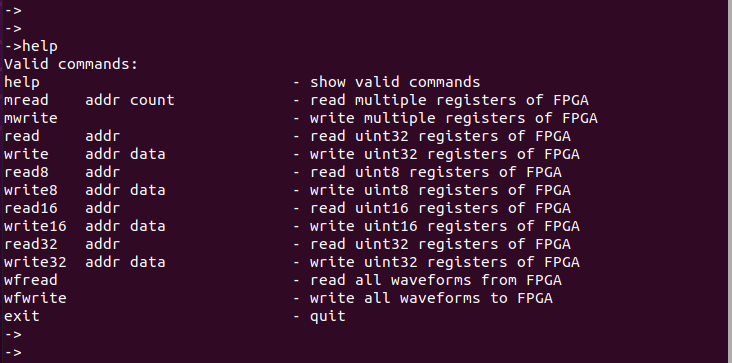 ->
->
->help
Valid commands:
help                            - show valid commands
mread    addr count             - read multiple registers of FPGA
mwrite                          - write multiple registers of FPGA
read     addr                   - read uint32 registers of FPGA
write    addr data              - write uint32 registers of FPGA
read8    addr                   - read uint8 registers of FPGA
write8   addr data              - write uint8 registers of FPGA
read16   addr                   - read uint16 registers of FPGA
write16  addr data              - write uint16 registers of FPGA
read32   addr                   - read uint32 registers of FPGA
write32  addr data              - write uint32 registers of FPGA
wfread                          - read all waveforms from FPGA
wfwrite                         - write all waveforms to FPGA
exit                            - quit
->
->